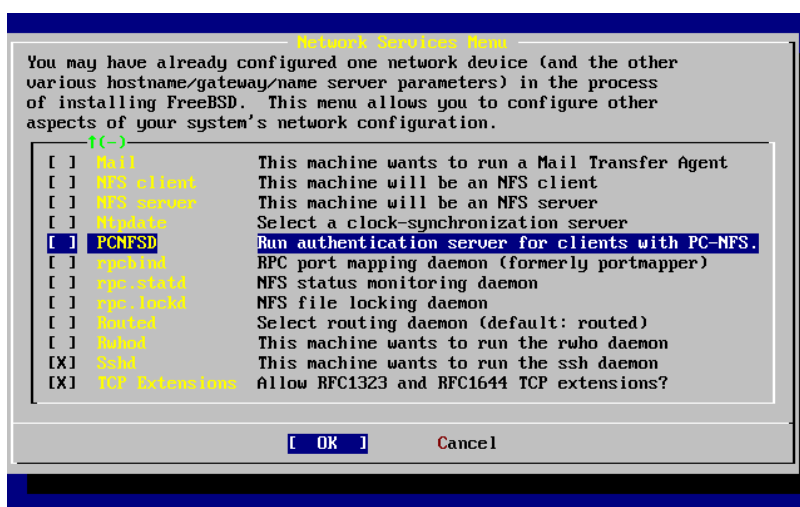 Network Services Menu
You may have already configured one network device (and the other
various hostname/gateway/name server parameters) in the process
of installing FreeBSD.  This menu allows you to configure other
aspects of your system's network configuration.
↑(-)
[ ] Mail This machine wants to run a Mail Transfer Agent
[ ] NFS client This machine will be an NFS client
[ ] NFS server This machine will be an NFS server
[ ] Ntpdate Select a clock-synchronization server
[ ] PCNFSD Run authentication server for clients with PC-NFS.
[ ] rpcbind RPC port mapping daemon (formerly portmapper)
[ ] rpc.statd NFS status monitoring daemon
[ ] rpc.lockd NFS file locking daemon
[ ] Routed Select routing daemon (default: routed)
[ ] Rwhod This machine wants to run the rwho daemon
[X] Sshd This machine wants to run the ssh daemon
[X] TCP Extensions Allow RFC1323 and RFC1644 TCP extensions?
[ OK ] Cancel